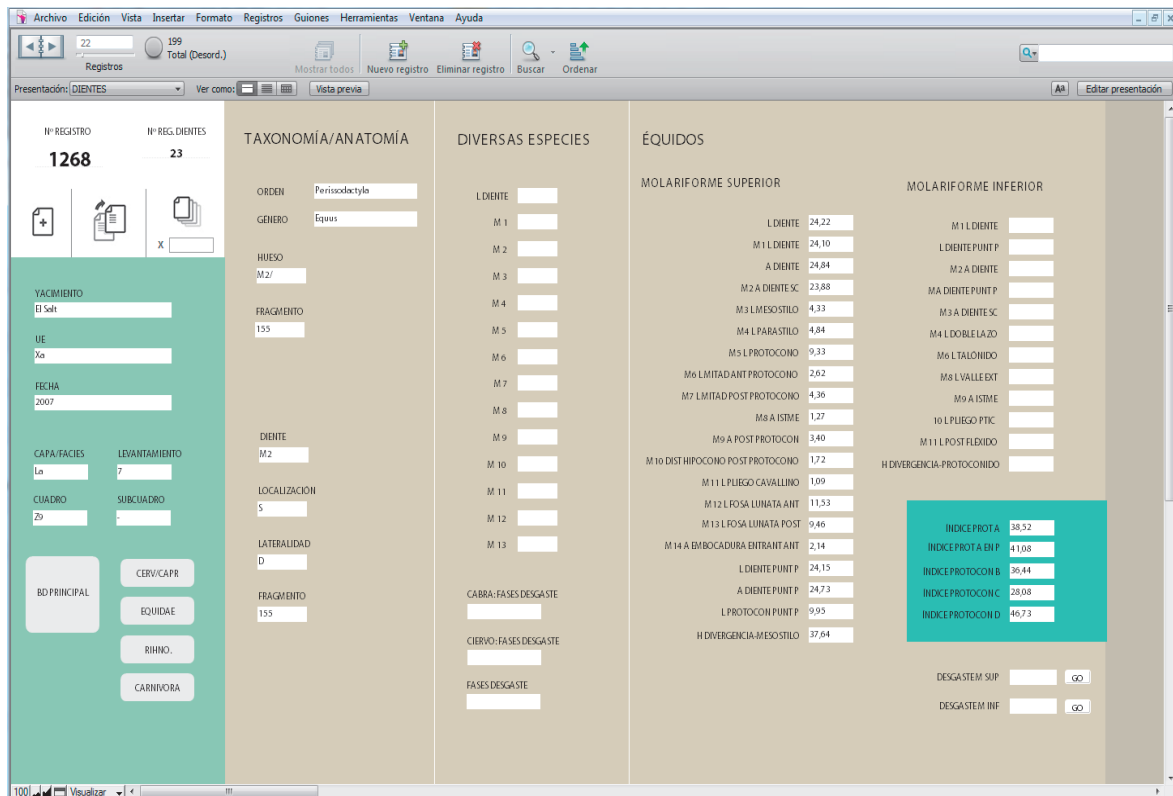 Archivo Edición Vista Insertar Formato Registros Guiones Herramientas Ventana Ayuda
22
Registros
199
Total (Desord.)
Mostrar todos
Nuevo registro
Eliminar registro
Buscar
Ordenar
Presentación: DIENTES
Ver como:
Vista previa
Aa
Editar presentación
Nº REGISTRO
1268
Nº REG. DIENTES
23
X
YACIMIENTO
El Salt
UE
Xa
FECHA
2007
CAPA/FACIES
La
LEVANTAMIENTO
7
CUADRO
Z9
SUBCUADRO
-
BD PRINCIPAL
CERV/CAPR
EQUIDAE
RIHNO.
CARNIVORA
TAXONOMÍA/ANATOMÍA
ORDEN Perissodactyla
GÉNERO Equus
HUESO
M2/
FRAGMENTO
155
DIENTE
M2
LOCALIZACIÓN
S
LATERALIDAD
D
FRAGMENTO
155
DIVERSAS ESPECIES
L DIENTE
M 1
M 2
M 3
M 4
M 5
M 6
M 7
M 8
M 9
M 10
M 11
M 12
M 13
CABRA: FASES DESGASTE
CIERVO: FASES DESGASTE
FASES DESGASTE
ÉQUIDOS
MOLARIFORME SUPERIOR
L DIENTE 24,22
M 1 L DIENTE 24,10
A DIENTE 24,84
M2 A DIENTE SC 23,88
M3 L MESOSTILO 4,33
M4 L PARASTILO 4,84
M5 L PROTOCONO 9,33
M6 L MITAD ANT PROTOCONO 2,62
M7 L MITAD POST PROTOCONO 4,36
M8 A ISTME 1,27
M9 A POST PROTOCON 3,40
M10 DIST HIPOCONO POST PROTOCONO 1,72
M11 L PLIEGO CAVALLINO 1,09
M12 L FOSA LUNATA ANT 11,53
M13 L FOSA LUNATA POST 9,46
M14 A EMBOCADURA ENTRANT ANT 2,14
L DIENTE PUNT P 24,15
A DIENTE PUNT P 24,73
L PROTOCON PUNT P 9,95
H DIVERGENCIA-MESOSTILO 37,64
MOLARIFORME INFERIOR
M1 L DIENTE
L DIENTE PUNT P
M2 A DIENTE
MA DIENTE PUNT P
M3 A DIENTE SC
M4 L DOBLE LAZO
M6 L TALÓNIDO
M8 L VALLE EXT
M9 A ISTME
10 L PLIEGO PTIC
M11 L POST FLÉXIDO
H DIVERGENCIA-PROTOCONIDO
ÍNDICE PROT A 38,52
ÍNDICE PROT A EN P 41,08
ÍNDICE PROTOCON B 36,44
ÍNDICE PROTOCON C 28,08
ÍNDICE PROTOCON D 46,73
DESGASTE M SUP GO
DESGASTE M INF GO
100 Visualizar